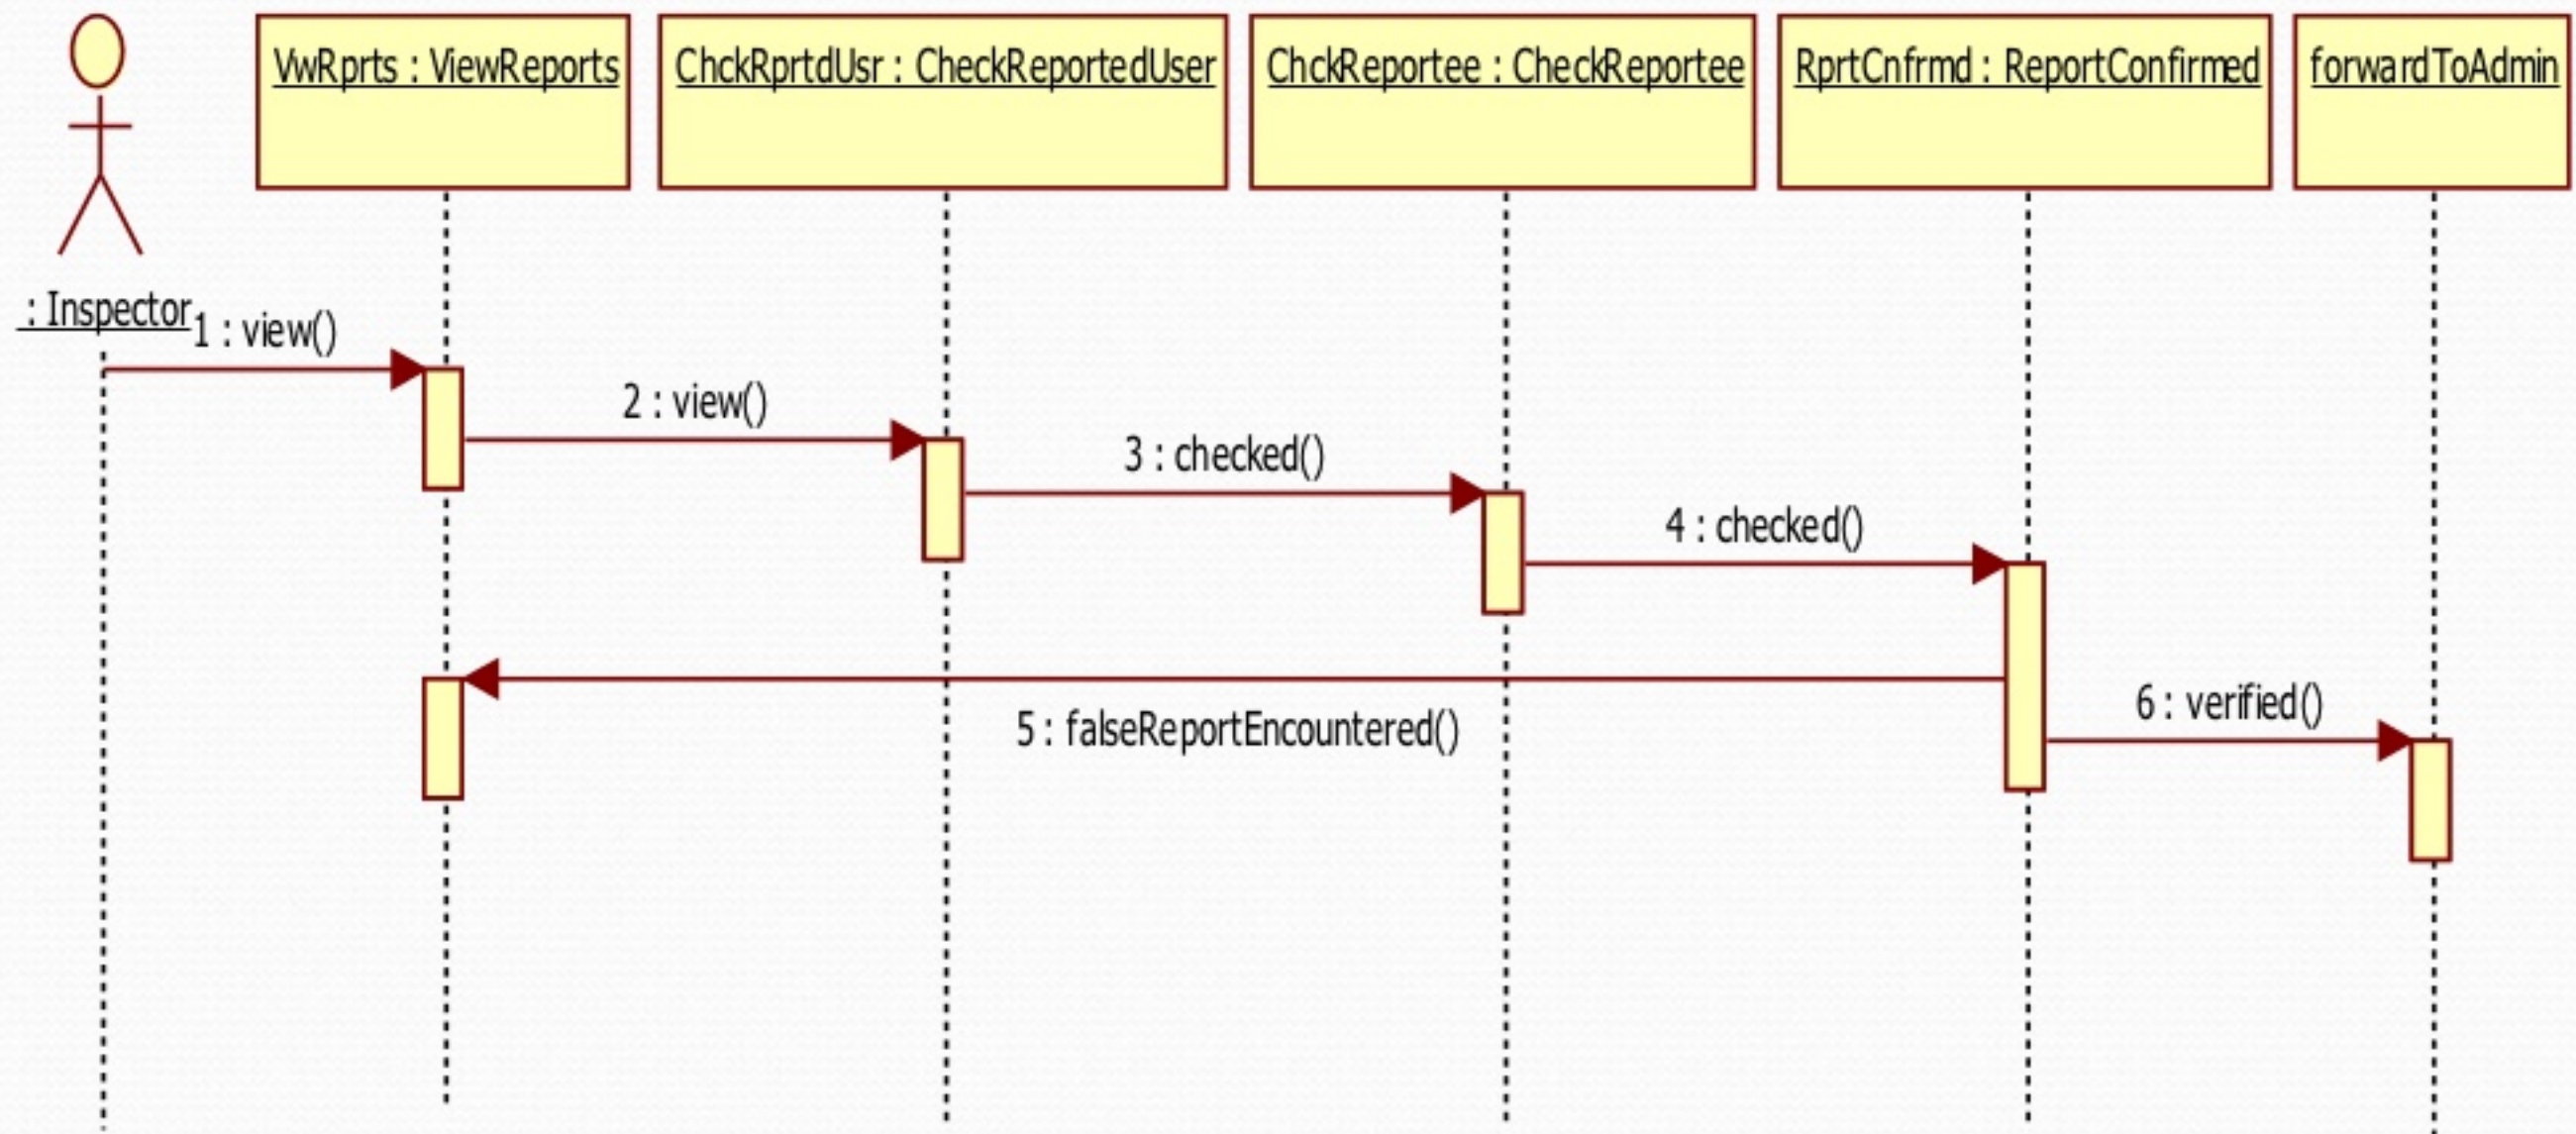 VwRprts : ViewReports
ChckRprtdUsr : CheckReportedUser
ChckReportee : CheckReportee
RprtCnfrmd : ReportConfirmed
forwardToAdmin
: Inspector
1 : view()
2 : view()
3 : checked()
4 : checked()
5 : falseReportEncountered()
6 : verified()